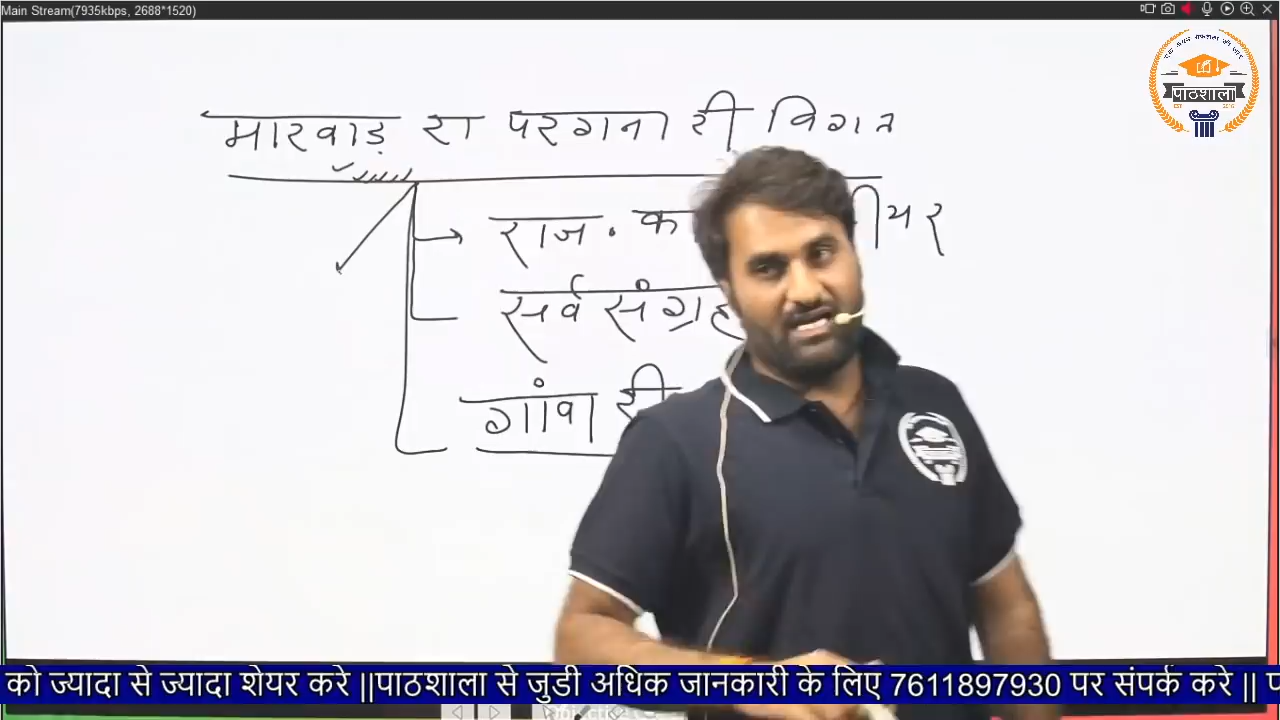 Main Stream(7935kbps, 2688*1520)
पाठशाला
मारवाड़ रा परगना री विगत
राज. क यर
सर्व संग्रह
गांवा री
को ज्यादा से ज्यादा शेयर करे ||पाठशाला से जुडी अधिक जानकारी के लिए 7611897930 पर संपर्क करे ||